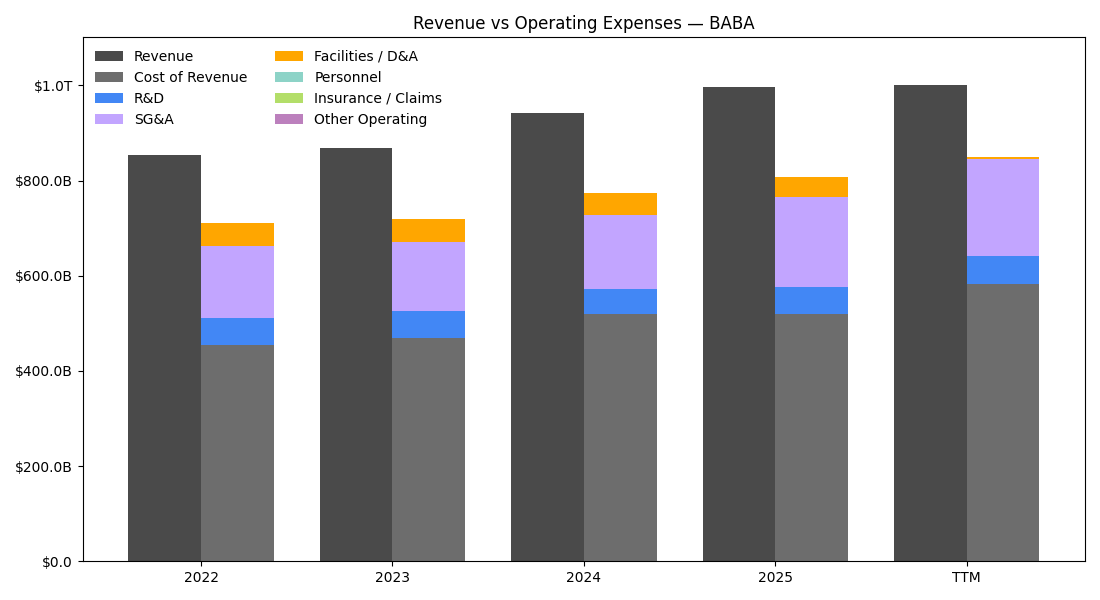 Revenue vs Operating Expenses — BABA
Revenue
Cost of Revenue
R&D
SG&A
Facilities / D&A
Personnel
Insurance / Claims
Other Operating
$1.0T
$800.0B
$600.0B
$400.0B
$200.0B
$0.0
2022 2023 2024 2025 TTM